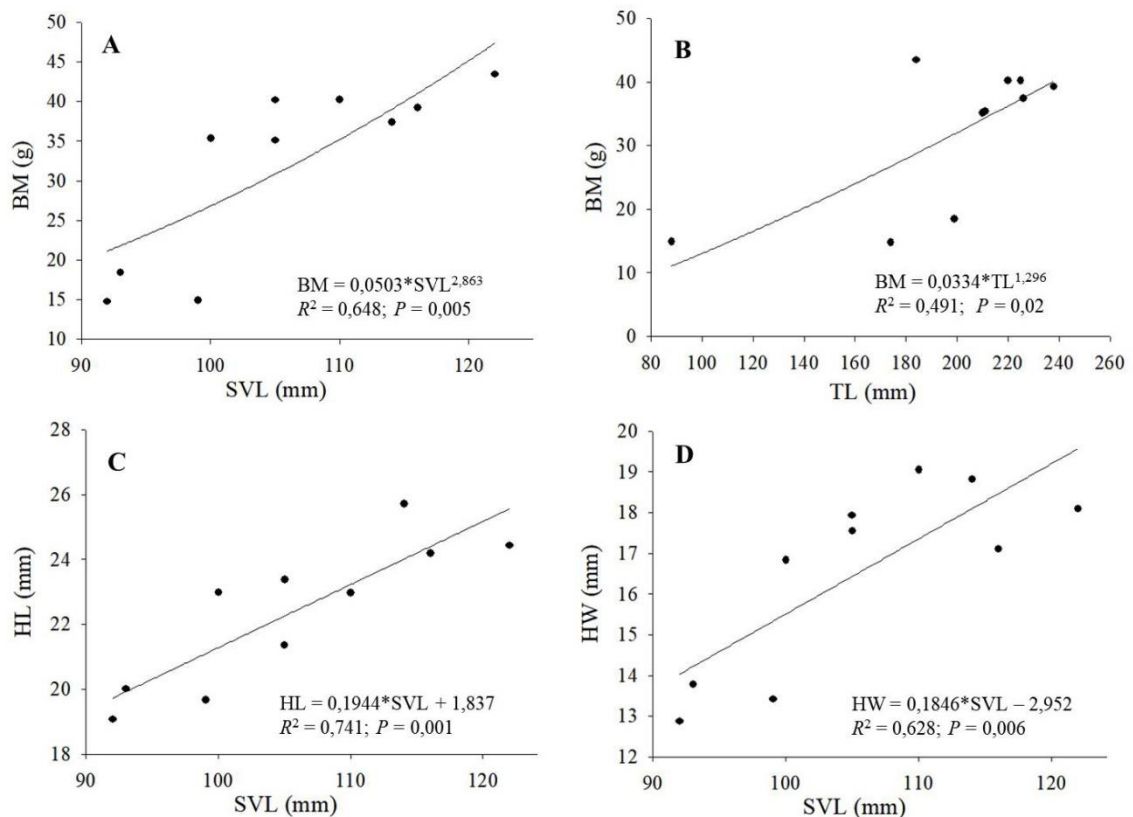 A
50
45
40
35
30
25
20
15
10
BM (g)
BM = 0,0503*SVL2,863
R2 = 0,648; P = 0,005
90 100 110 120
SVL (mm)
B
50
40
30
20
10
0
BM (g)
BM = 0,0334*TL1,296
R2 = 0,491; P = 0,02
80 100 120 140 160 180 200 220 240 260
TL (mm)
C
28
26
24
22
20
18
HL (mm)
HL = 0,1944*SVL + 1,837
R2 = 0,741; P = 0,001
90 100 110 120
SVL (mm)
D
20
19
18
17
16
15
14
13
12
HW (mm)
HW = 0,1846*SVL – 2,952
R2 = 0,628; P = 0,006
90 100 110 120
SVL (mm)